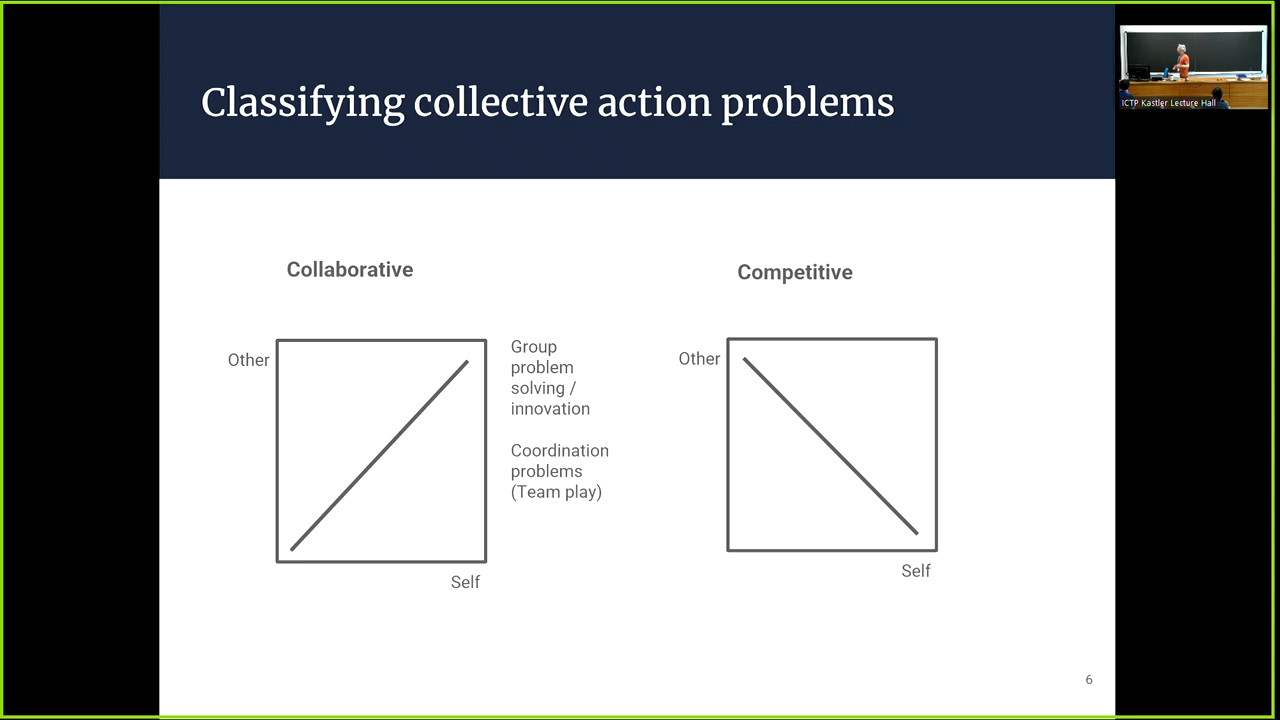 Classifying collective action problems
ICTP Kastler Lecture Hall
Collaborative
Other
Self
Group
problem
solving /
innovation
Coordination
problems
(Team play)
Competitive
Other
Self
6